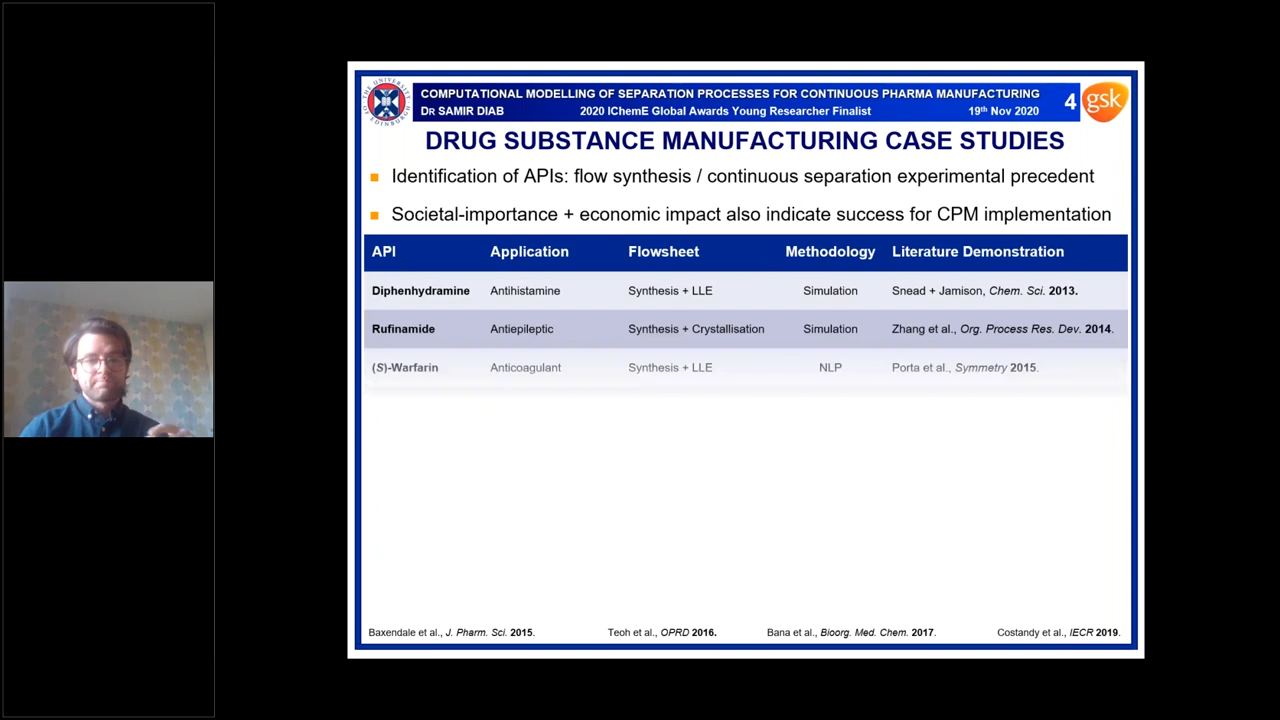 COMPUTATIONAL MODELLING OF SEPARATION PROCESSES FOR CONTINUOUS PHARMA MANUFACTURING
DR SAMIR DIAB 2020 IChemE Global Awards Young Researcher Finalist 19th Nov 2020
4
gsk
THE UNIVERSITY OF EDINBURGH
DRUG SUBSTANCE MANUFACTURING CASE STUDIES
Identification of APIs: flow synthesis / continuous separation experimental precedent
Societal-importance + economic impact also indicate success for CPM implementation
API Application Flowsheet Methodology Literature Demonstration
Diphenhydramine Antihistamine Synthesis + LLE Simulation Snead + Jamison, Chem. Sci. 2013.
Rufinamide Antiepileptic Synthesis + Crystallisation Simulation Zhang et al., Org. Process Res. Dev. 2014.
(S)-Warfarin Anticoagulant Synthesis + LLE NLP Porta et al., Symmetry 2015.
Baxendale et al., J. Pharm. Sci. 2015. Teoh et al., OPRD 2016. Bana et al., Bioorg. Med. Chem. 2017. Costandy et al., IECR 2019.